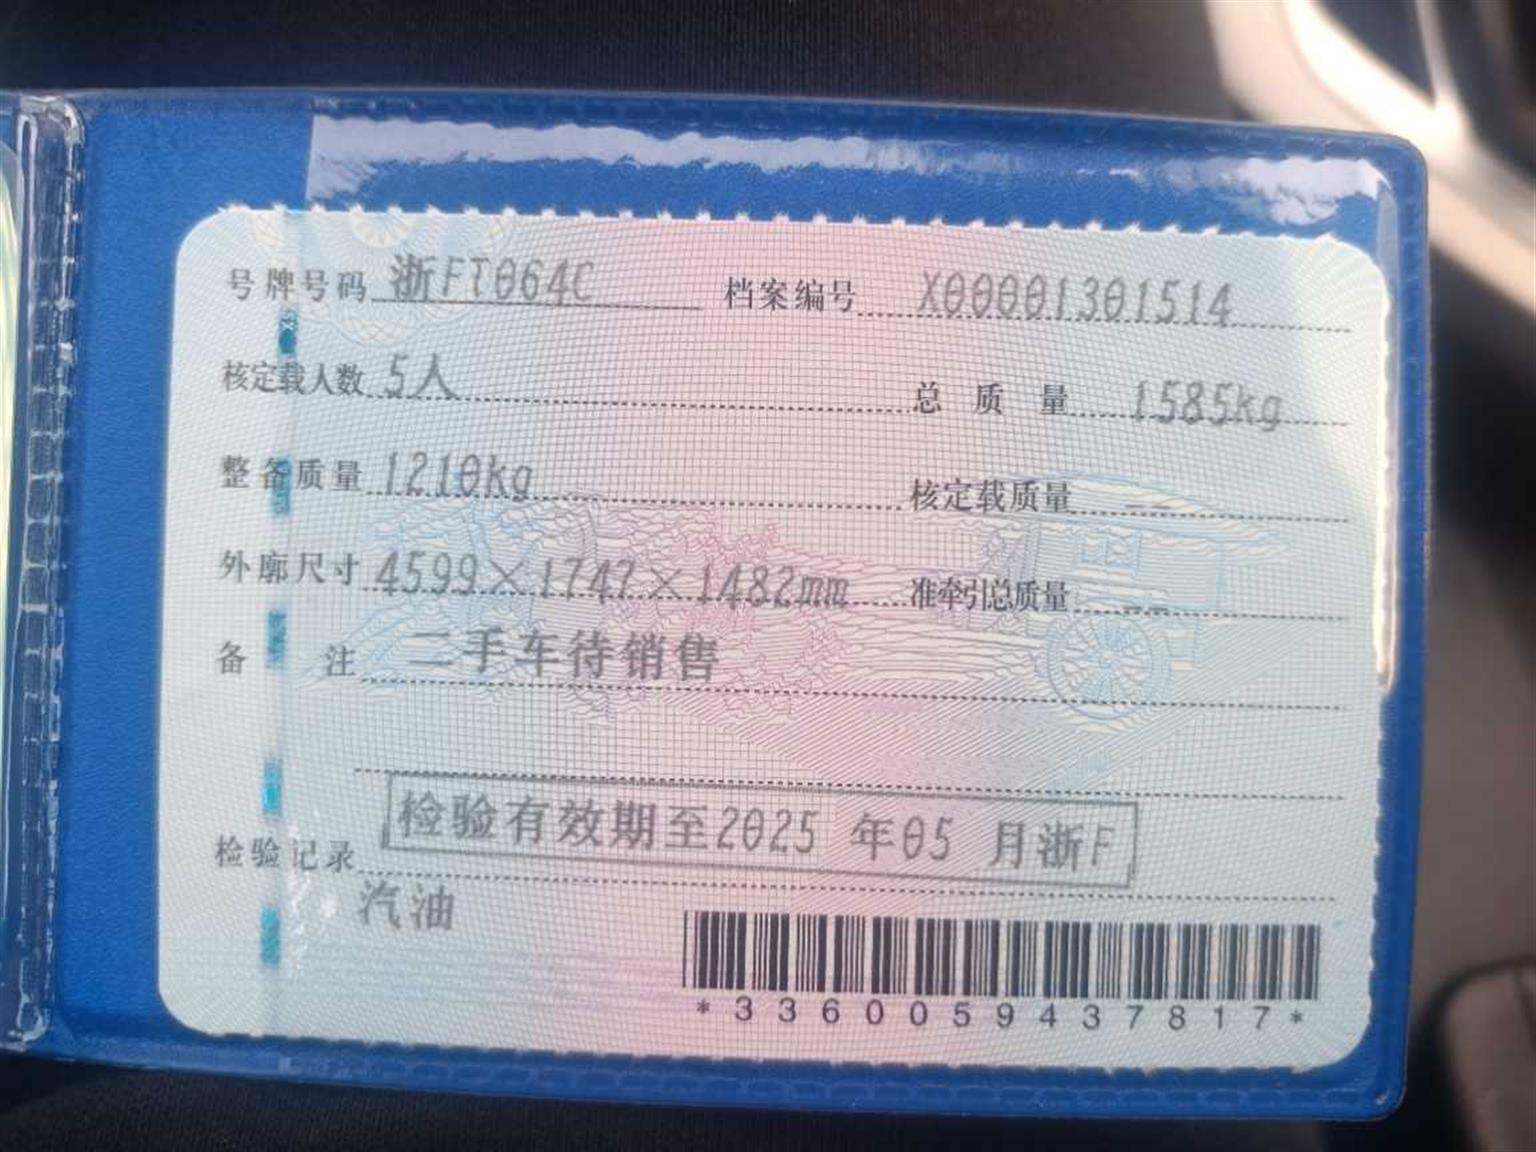 号牌号码 浙FT064C 档案编号 X00001301514
核定载人数 5人 总质量 1585kg
整备质量 1210kg 核定载质量 --
外廓尺寸 4599×1747×1482mm 准牵引总质量 --
备注 二手车待销售
检验记录 检验有效期至2025 年05 月浙F
汽油
*3360059437817*